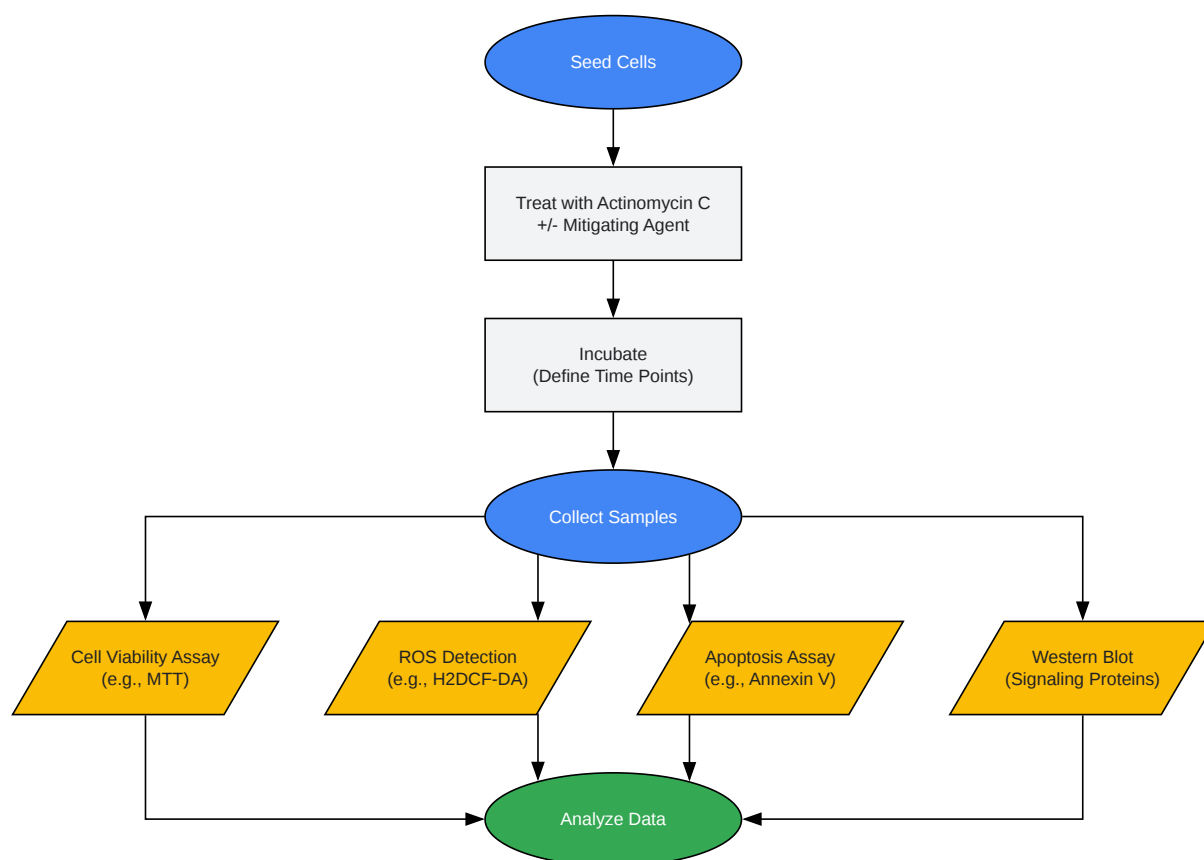 Seed Cells
Treat with Actinomycin C
+/- Mitigating Agent
Incubate
(Define Time Points)
Collect Samples
Cell Viability Assay
(e.g., MTT)
ROS Detection
(e.g., H2DCF-DA)
Apoptosis Assay
(e.g., Annexin V)
Western Blot
(Signaling Proteins)
Analyze Data